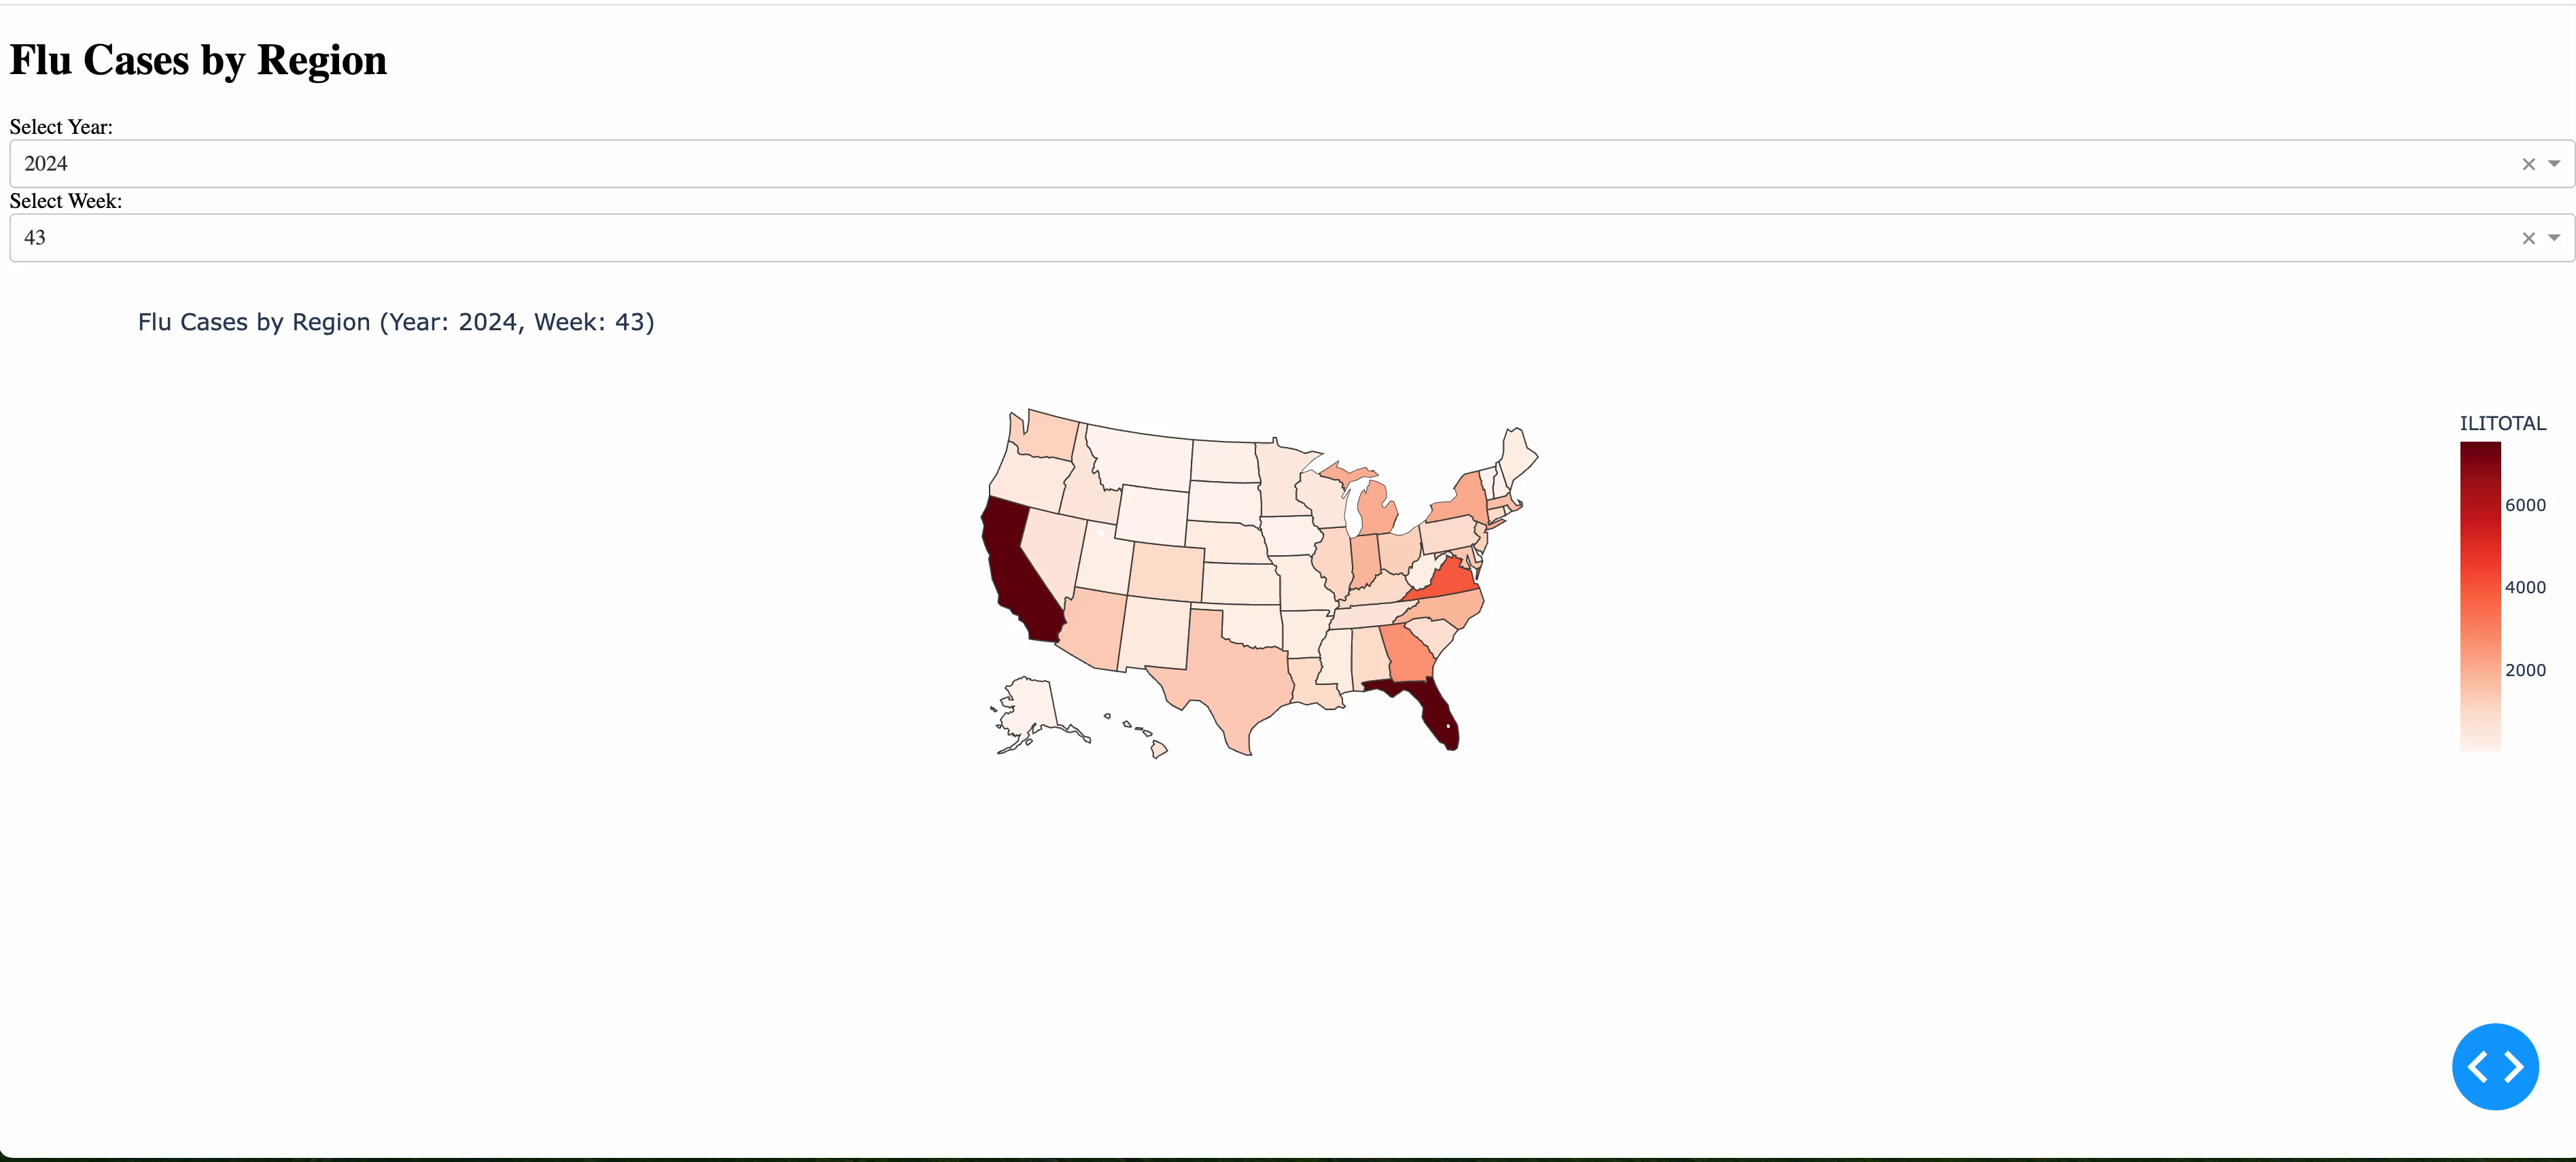 Flu Cases by Region
Select Year:
2024
Select Week:
43
Flu Cases by Region (Year: 2024, Week: 43)
ILITOTAL
6000
4000
2000